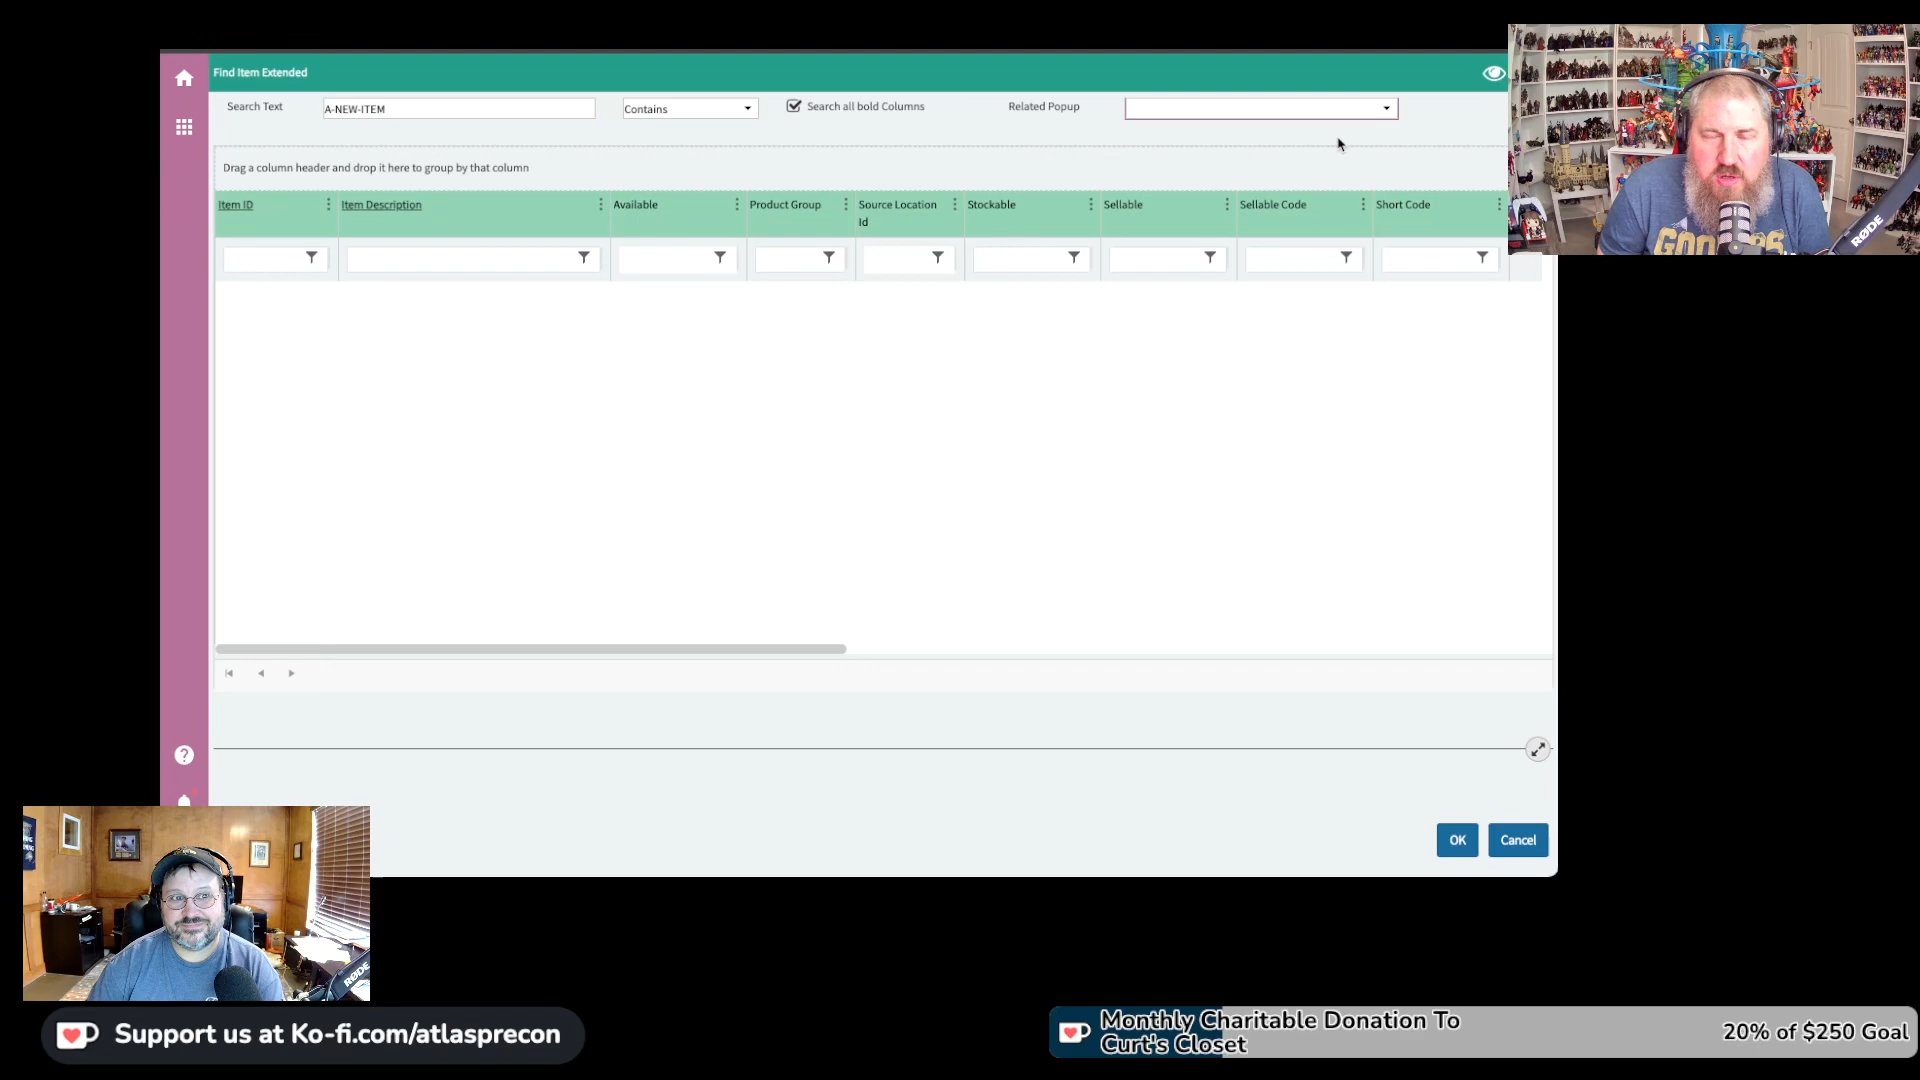 Find Item Extended
Search Text
A-NEW-ITEM
Contains
Search all bold Columns
Related Popup
Drag a column header and drop it here to group by that column
Item ID
Item Description
Available
Product Group
Source Location
Id
Stockable
Sellable
Sellable Code
Short Code
RØDE
OK
Cancel
RØDE
Support us at Ko-fi.com/atlasprecon
Monthly Charitable Donation To
Curt's Closet
20% of $250 Goal